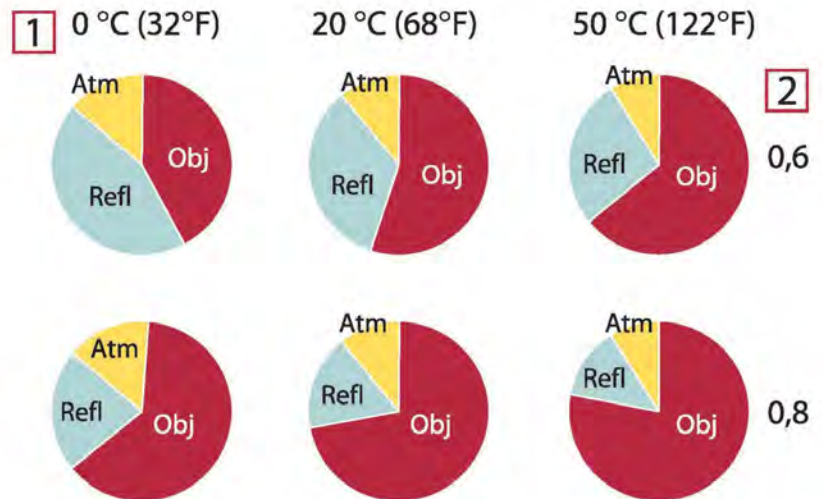 1 0 °C (32°F) 20 °C (68°F) 50 °C (122°F)
2
Atm Atm Atm
Obj Refl Obj Refl Obj Refl 0,6
Atm Atm Atm
Refl Obj Refl Obj Refl Obj 0,8